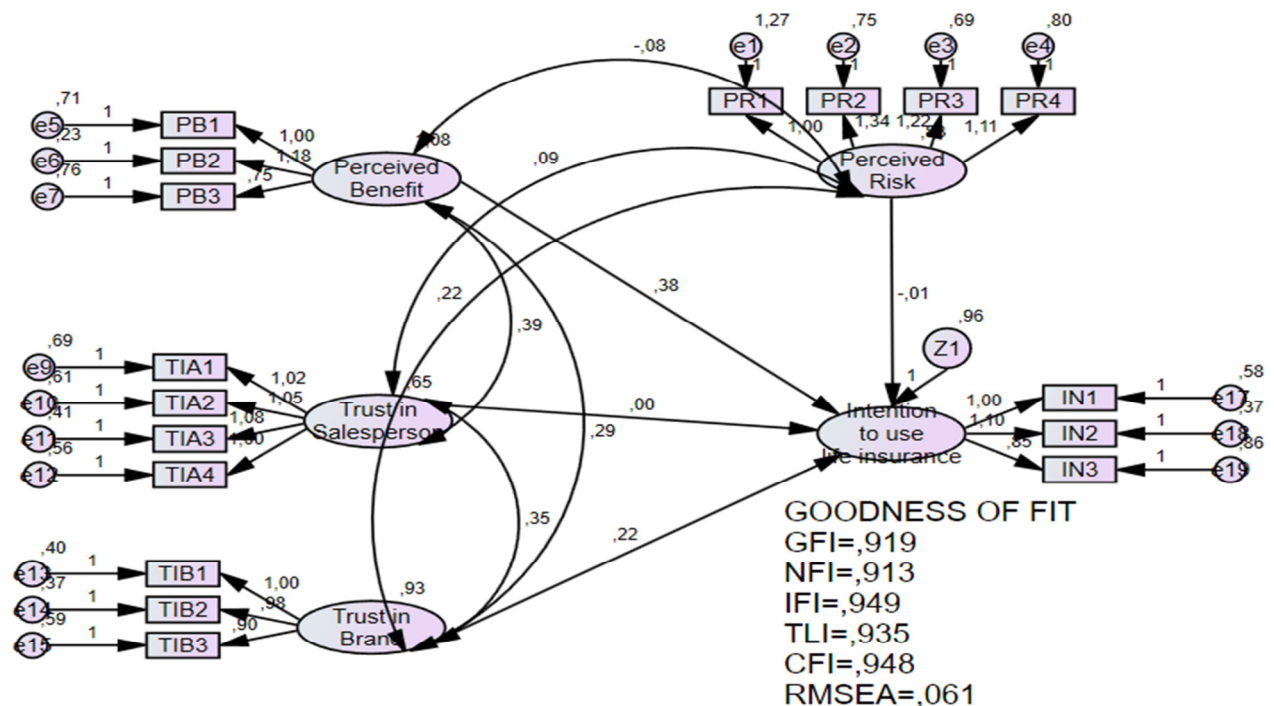 1,27 ,75 ,69 ,80
e1 e2 e3 e4
1 1 1 1
PR1 PR2 PR3 PR4
1,00 1,34 1,22 1,11
Perceived
Risk
-,08
,71
e5 1 PB1 1,00
,23
e6 1 PB2 1,18
,76
e7 1 PB3 ,75
Perceived
Benefit
,09
,22
,38
-,01
,39
,96
Z1
1
,69
e9 1 TIA1 1,02
,61
e10 1 TIA2 1,05
,41
e11 1 TIA3 1,08
,56
e12 1 TIA4 1,00
,65
Trust in
Salesperson
,00
,29
,35
,22
Intention
to use
life insurance
1,00 IN1 1 e17 ,58
1,10 IN2 1 e18 ,37
,85 IN3 1 e19 ,86
,40
e13 1 TIB1 1,00
,37
e14 1 TIB2 ,98
,59
e15 1 TIB3 ,90
,93
Trust in
Brand
GOODNESS OF FIT
GFI=,919
NFI=,913
IFI=,949
TLI=,935
CFI=,948
RMSEA=,061